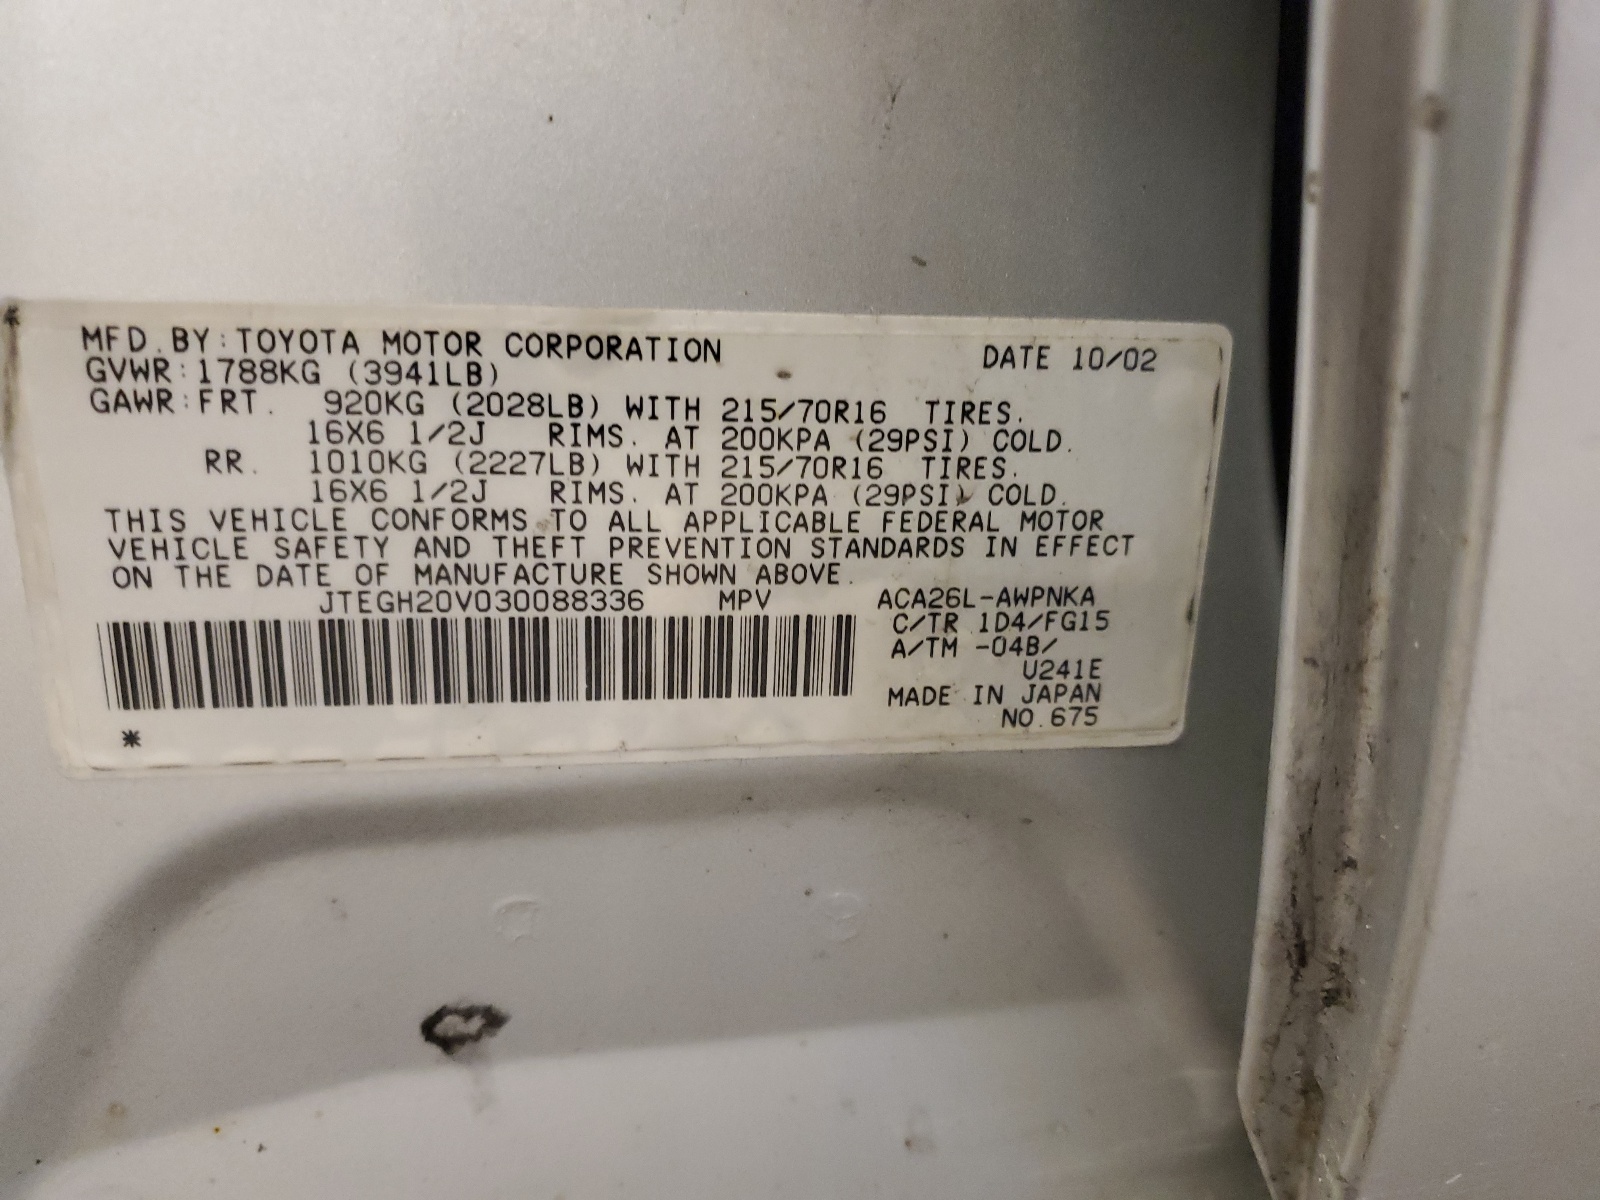 MFD. BY: TOYOTA MOTOR CORPORATION DATE 10/02
GVWR: 1788KG (3941LB)
GAWR: FRT. 920KG (2028LB) WITH 215/70R16 TIRES.
16X6 1/2J RIMS. AT 200KPA (29PSI) COLD.
RR. 1010KG (2227LB) WITH 215/70R16 TIRES.
16X6 1/2J RIMS. AT 200KPA (29PSI) COLD.
THIS VEHICLE CONFORMS TO ALL APPLICABLE FEDERAL MOTOR
VEHICLE SAFETY AND THEFT PREVENTION STANDARDS IN EFFECT
ON THE DATE OF MANUFACTURE SHOWN ABOVE.
JTEGH20V030088336 MPV ACA26L-AWPNKA
C/TR 1D4/FG15
A/TM -04B/
U241E
MADE IN JAPAN
NO.675
*